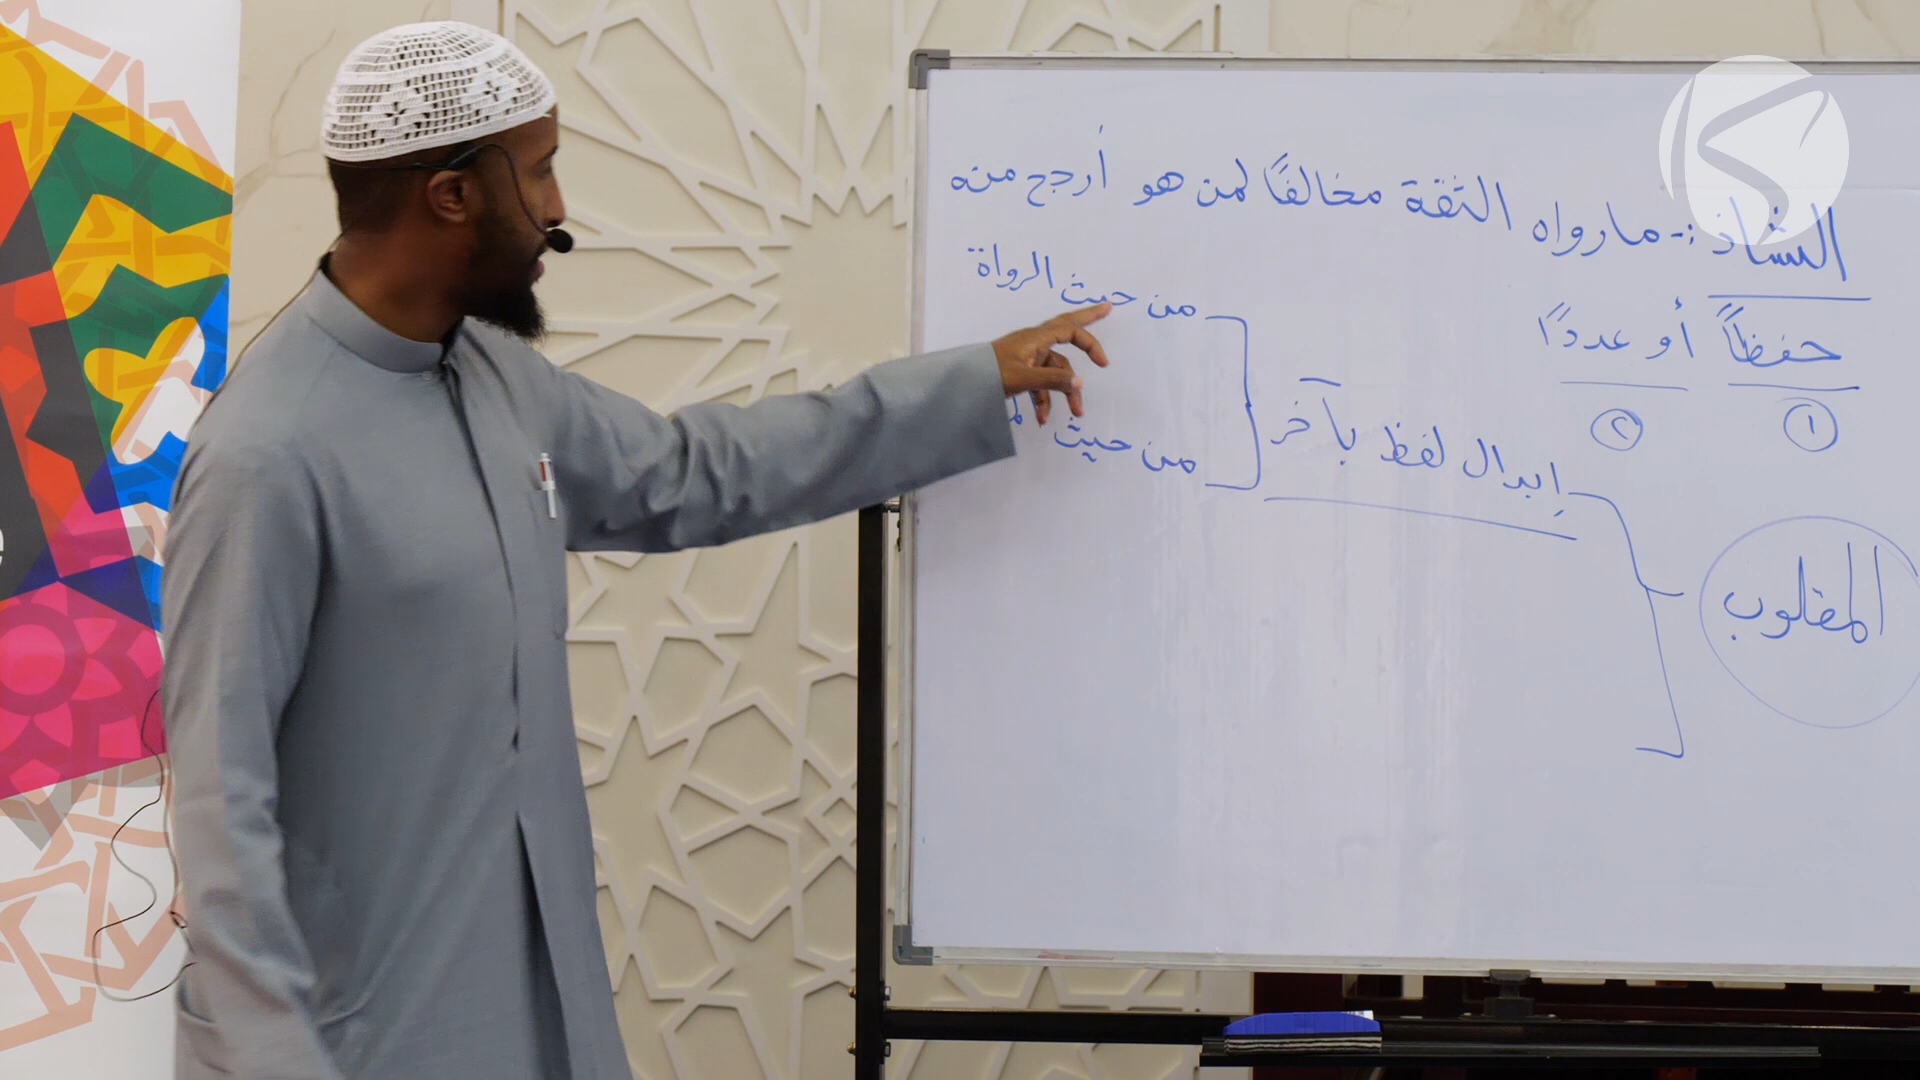 الشاذ :- ما رواه الثقة مخالفًا لمن هو أرجح منه
حفظاً أو عددًا
١ ٢
من حيث الرواة
إبدال لفظ بآخر
من حيث
المقلوب